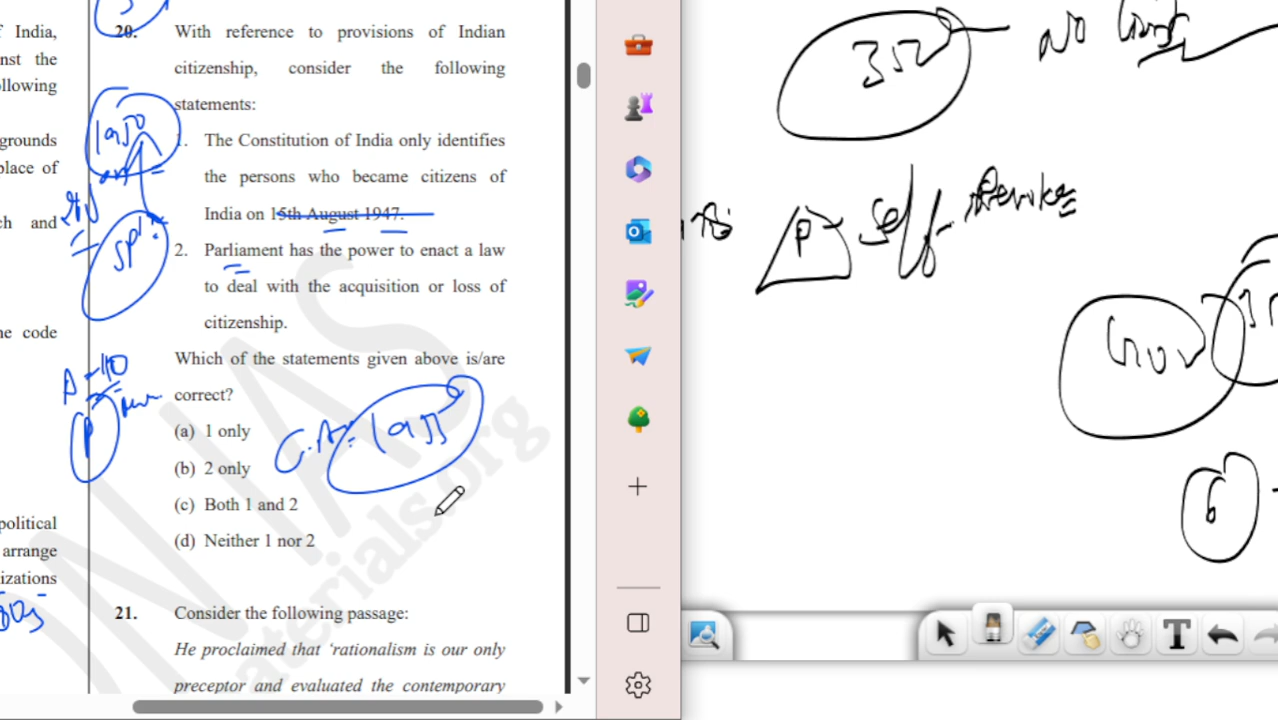 f India,
nst the
llowing
grounds
place of
ch and
ne code
political
arrange
izations
20. With reference to provisions of Indian
citizenship, consider the following
statements:
1. The Constitution of India only identifies
the persons who became citizens of
India on 15th August 1947.
2. Parliament has the power to enact a law
to deal with the acquisition or loss of
citizenship.
Which of the statements given above is/are
correct?
(a) 1 only
(b) 2 only
(c) Both 1 and 2
(d) Neither 1 nor 2
21. Consider the following passage:
He proclaimed that ‘rationalism is our only
preceptor and evaluated the contemporary
1950
P
C.A. 1955
352
No
P Self
6
T